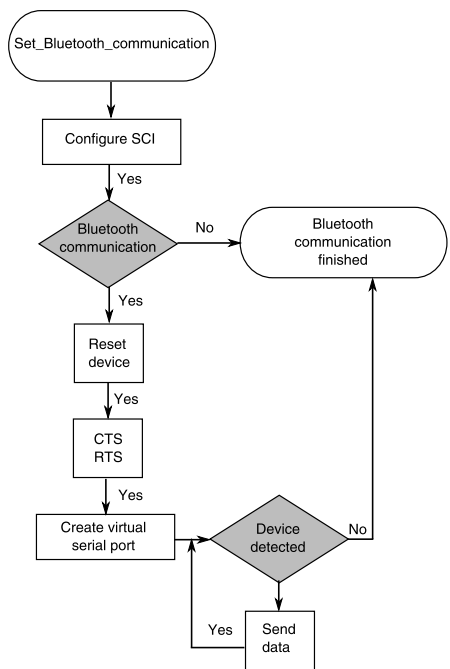 Set_Bluetooth_communication
Configure SCI
Yes
Bluetooth
communication
No
Bluetooth
communication
finished
Yes
Reset
device
Yes
CTS
RTS
Yes
Create virtual
serial port
Device
detected
No
Yes
Send
data